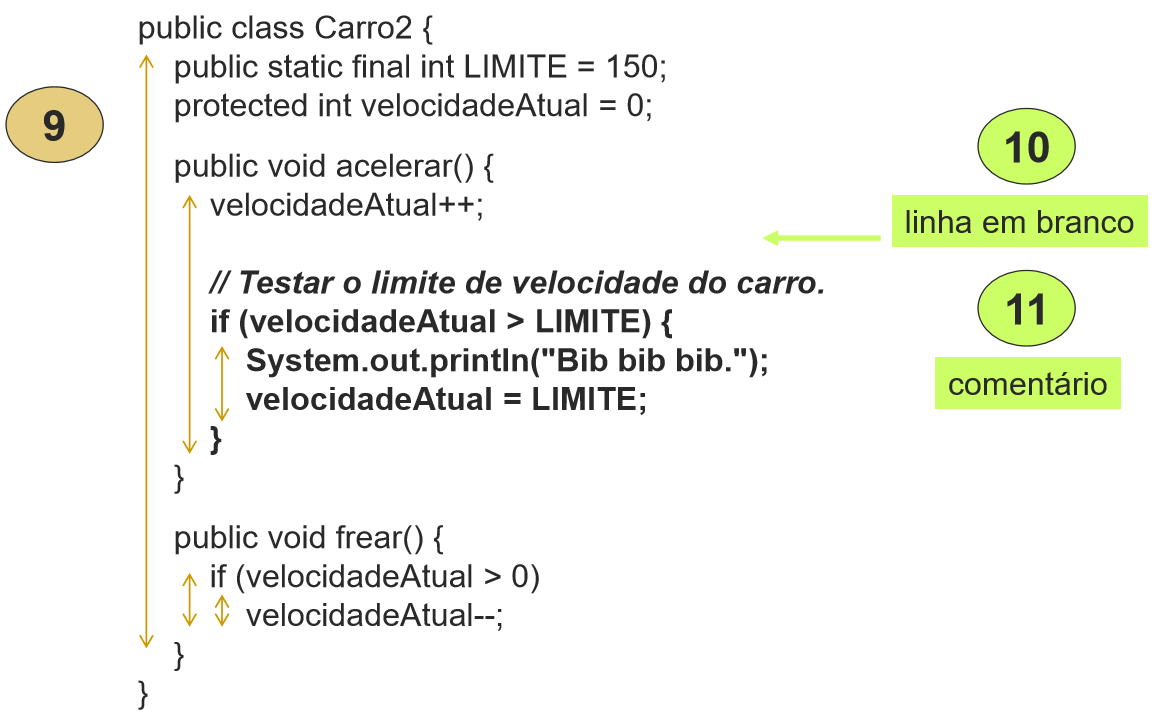 public class Carro2 {
public static final int LIMITE = 150;
protected int velocidadeAtual = 0;
9
public void acelerar() {
velocidadeAtual++;
10
linha em branco
// Testar o limite de velocidade do carro.
if (velocidadeAtual > LIMITE) {
System.out.println("Bib bib bib.");
velocidadeAtual = LIMITE;
}
11
comentário
}
public void frear() {
if (velocidadeAtual > 0)
velocidadeAtual--;
}
}